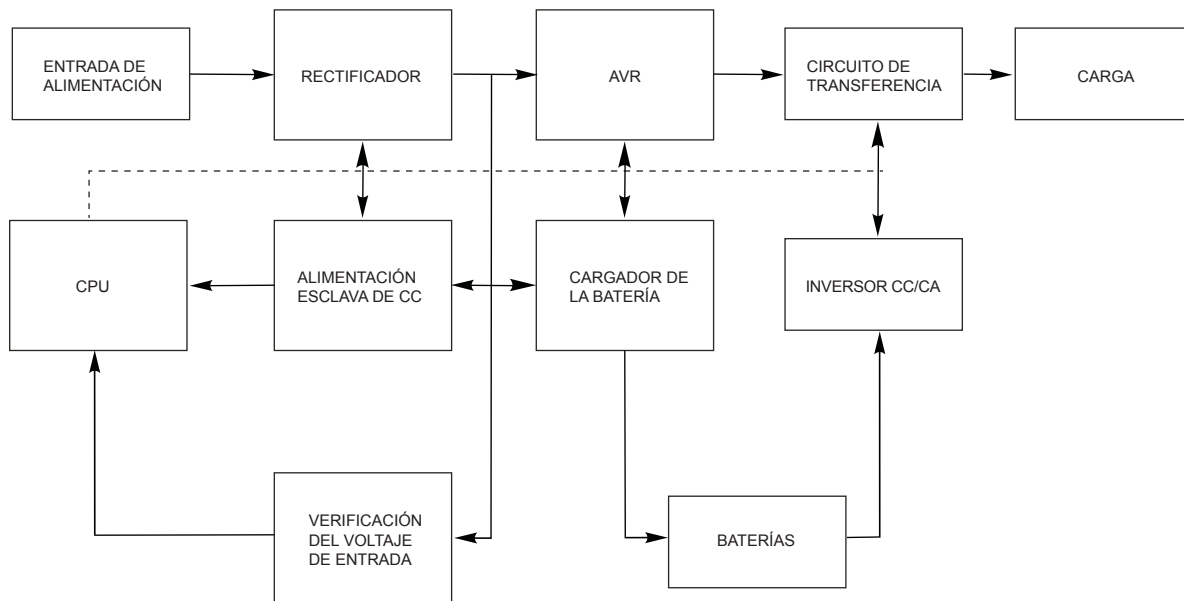 ENTRADA DE
ALIMENTACIÓN
RECTIFICADOR
AVR
CIRCUITO DE
TRANSFERENCIA
CARGA
CPU
ALIMENTACIÓN
ESCLAVA DE CC
CARGADOR DE
LA BATERÍA
INVERSOR CC/CA
VERIFICACIÓN
DEL VOLTAJE
DE ENTRADA
BATERÍAS